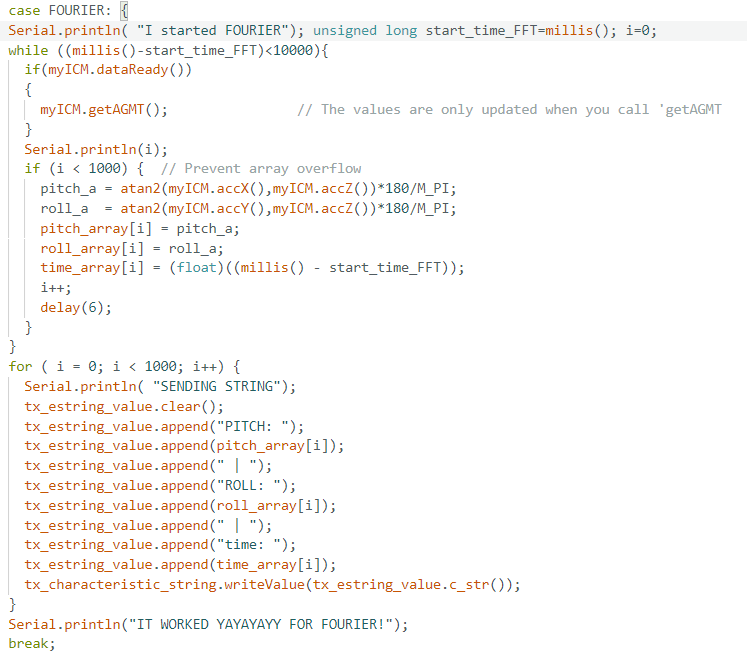 case FOURIER: {
Serial.println( "I started FOURIER"); unsigned long start_time_FFT=millis(); i=0;
while ((millis()-start_time_FFT)<10000){
  if(myICM.dataReady())
  {
    myICM.getAGMT();                // The values are only updated when you call 'getAGMT
  }
  Serial.println(i);
  if (i < 1000) {  // Prevent array overflow
    pitch_a = atan2(myICM.accX(),myICM.accZ())*180/M_PI;
    roll_a  = atan2(myICM.accY(),myICM.accZ())*180/M_PI;
    pitch_array[i] = pitch_a;
    roll_array[i] = roll_a;
    time_array[i] = (float)((millis() - start_time_FFT));
    i++;
    delay(6);
  }
}
for ( i = 0; i < 1000; i++) {
  Serial.println( "SENDING STRING");
  tx_estring_value.clear();
  tx_estring_value.append("PITCH: ");
  tx_estring_value.append(pitch_array[i]);
  tx_estring_value.append(" | ");
  tx_estring_value.append("ROLL: ");
  tx_estring_value.append(roll_array[i]);
  tx_estring_value.append(" | ");
  tx_estring_value.append("time: ");
  tx_estring_value.append(time_array[i]);
  tx_characteristic_string.writeValue(tx_estring_value.c_str());
}
Serial.println("IT WORKED YAYAYAYY FOR FOURIER!");
break;